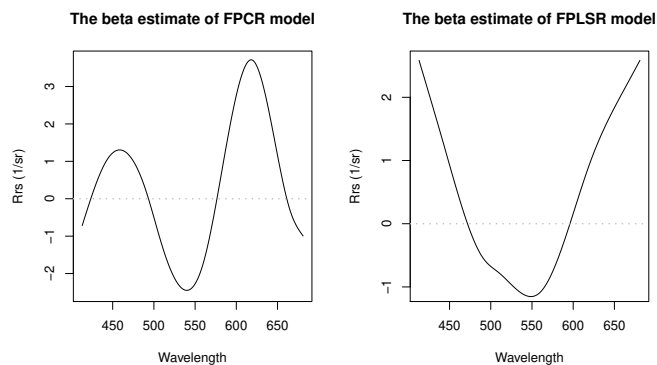 The beta estimate of FPCR model
3
2
1
0
−1
−2
Rrs (1/sr)
450 500 550 600 650
Wavelength
The beta estimate of FPLSR model
2
1
0
−1
Rrs (1/sr)
450 500 550 600 650
Wavelength